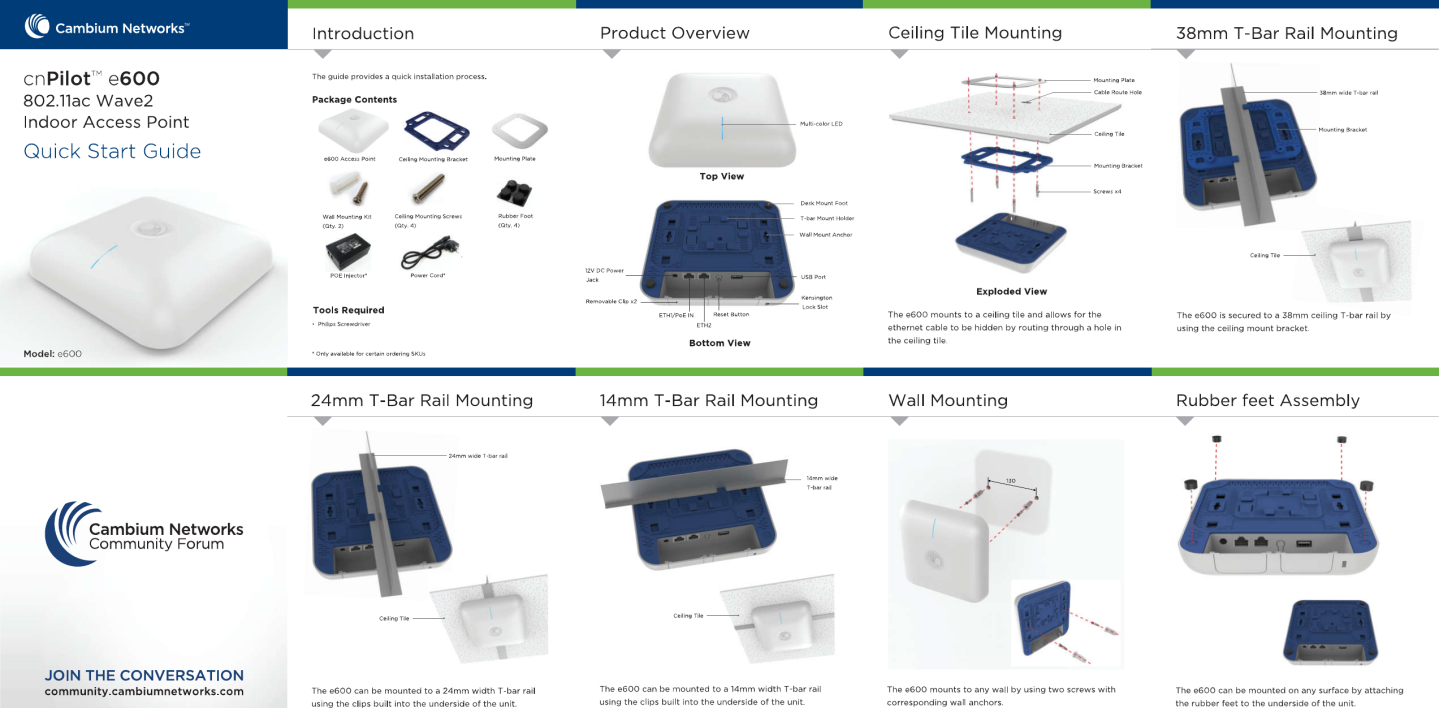 Cambium Networks™
cnPilot™ e600
802.11ac Wave2
Indoor Access Point
Quick Start Guide
Model: e600
Introduction
The guide provides a quick installation process.
Package Contents
e600 Access Point
Ceiling Mounting Bracket
Mounting Plate
Wall Mounting Kit
(Qty. 2)
Ceiling Mounting Screws
(Qty. 4)
Rubber Foot
(Qty. 4)
POE Injector*
Power Cord*
Tools Required
• Philips Screwdriver
* Only available for certain ordering SKUs
Product Overview
Multi-color LED
Top View
Desk Mount Foot
T-bar Mount Holder
Wall Mount Anchor
12V DC Power
Jack
USB Port
Removable Clip x2
Kensington
Lock Slot
ETH1/PoE IN
Reset Button
ETH2
Bottom View
Ceiling Tile Mounting
Mounting Plate
Cable Route Hole
Ceiling Tile
Mounting Bracket
Screws x4
Exploded View
The e600 mounts to a ceiling tile and allows for the
ethernet cable to be hidden by routing through a hole in
the ceiling tile.
38mm T-Bar Rail Mounting
38mm wide T-bar rail
Mounting Bracket
Ceiling Tile
The e600 is secured to a 38mm ceiling T-bar rail by
using the ceiling mount bracket.
Cambium Networks
Community Forum
JOIN THE CONVERSATION
community.cambiumnetworks.com
24mm T-Bar Rail Mounting
24mm wide T-bar rail
Ceiling Tile
The e600 can be mounted to a 24mm width T-bar rail
using the clips built into the underside of the unit.
14mm T-Bar Rail Mounting
14mm wide
T-bar rail
Ceiling Tile
The e600 can be mounted to a 14mm width T-bar rail
using the clips built into the underside of the unit.
Wall Mounting
130
The e600 mounts to any wall by using two screws with
corresponding wall anchors.
Rubber feet Assembly
The e600 can be mounted on any surface by attaching
the rubber feet to the underside of the unit.